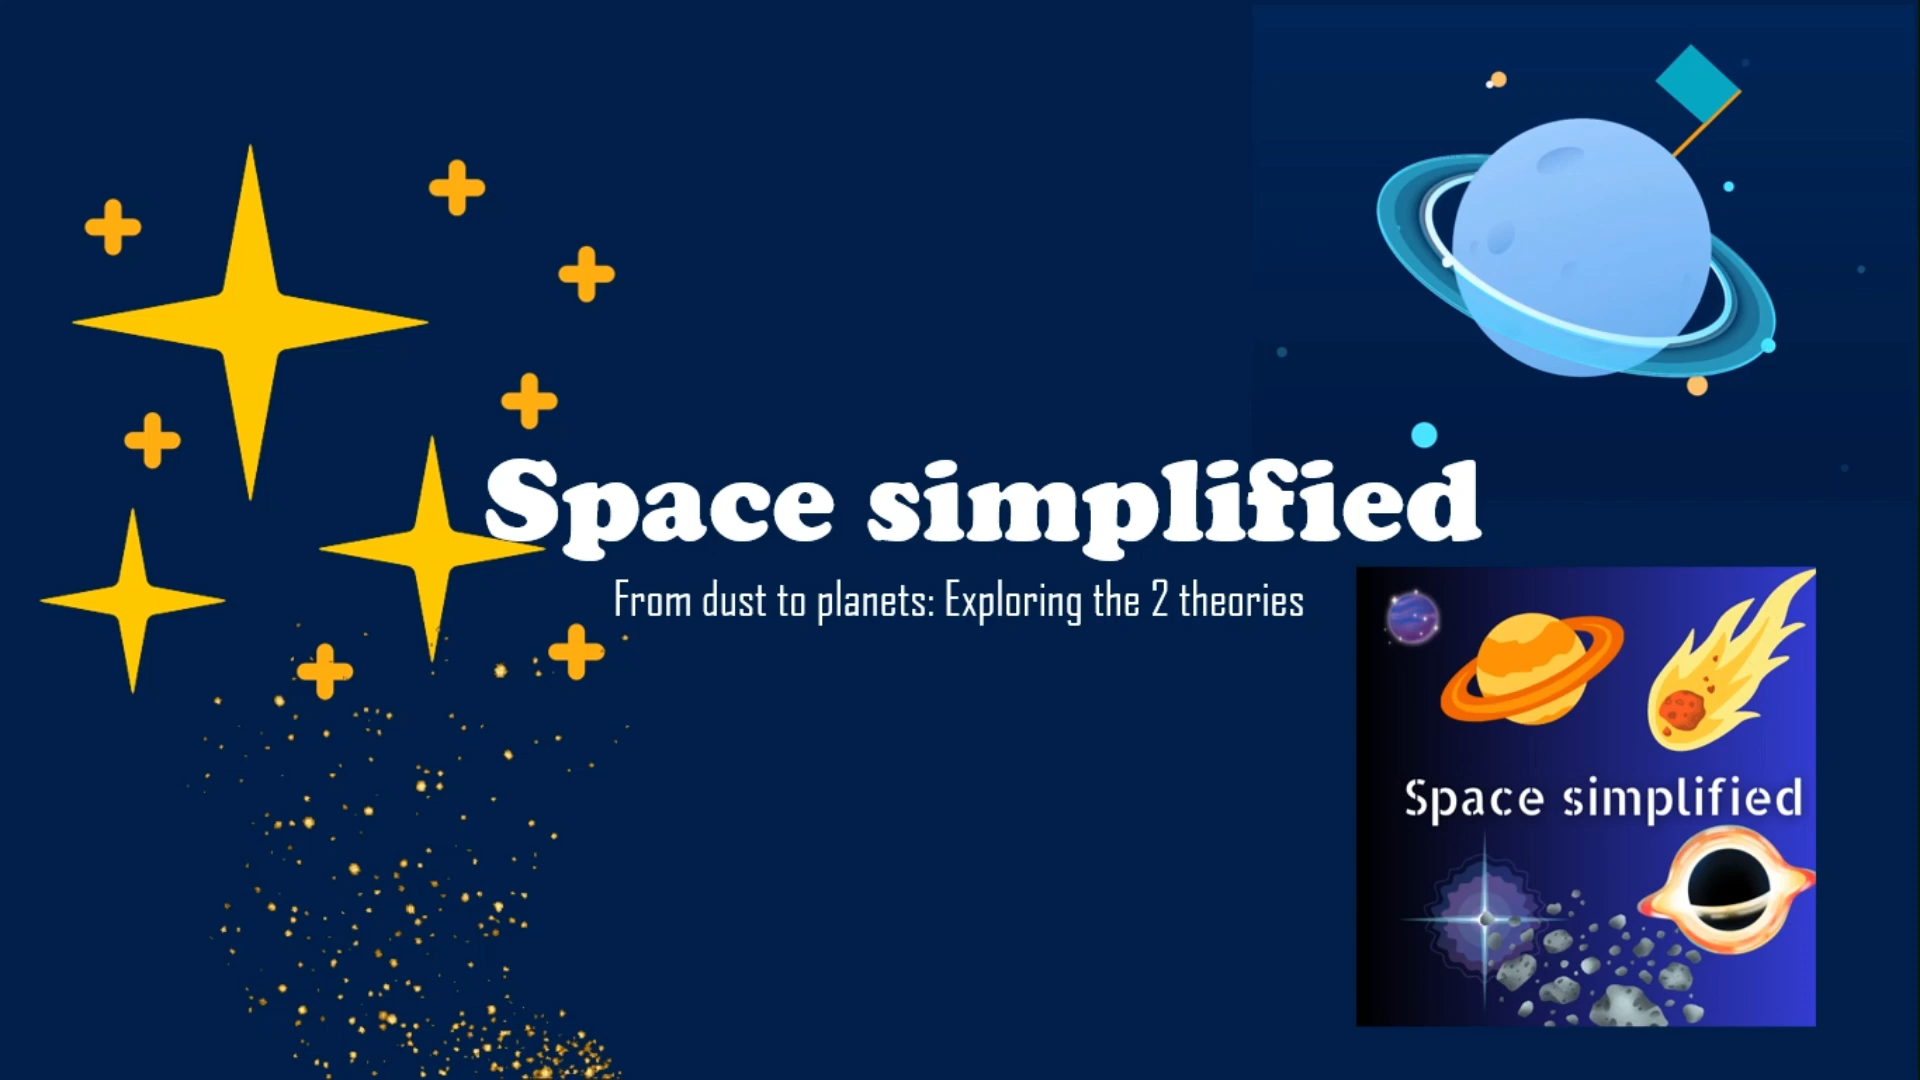 Space simplified
From dust to planets: Exploring the 2 theories
Space simplified